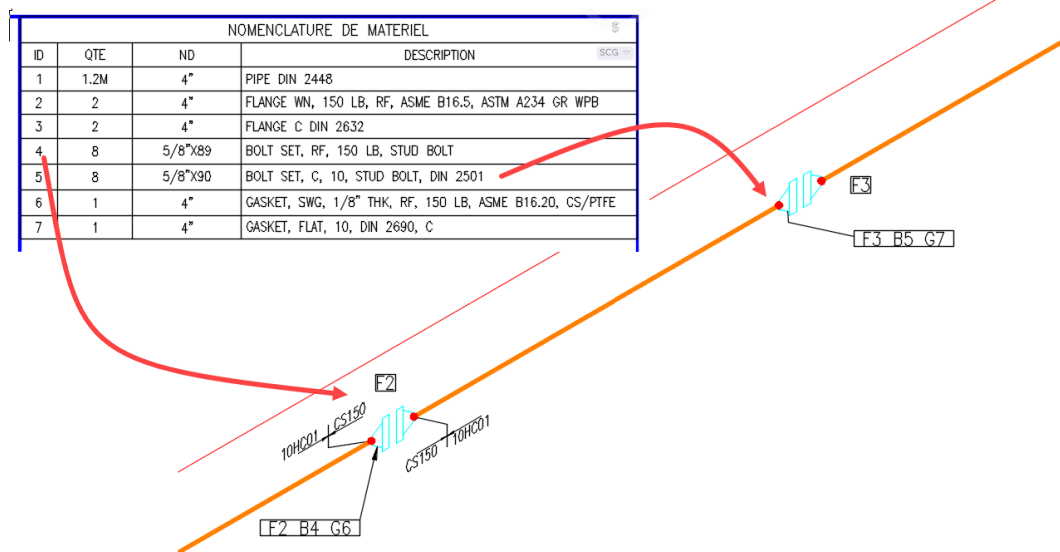 NOMENCLATURE DE MATERIEL
S
ID QTE ND DESCRIPTION
SCG
1 1.2M 4" PIPE DIN 2448
2 2 4" FLANGE WN, 150 LB, RF, ASME B16.5, ASTM A234 GR WPB
3 2 4" FLANGE C DIN 2632
4 8 5/8"X89 BOLT SET, RF, 150 LB, STUD BOLT
5 8 5/8"X90 BOLT SET, C, 10, STUD BOLT, DIN 2501
6 1 4" GASKET, SWG, 1/8" THK, RF, 150 LB, ASME B16.20, CS/PTFE
7 1 4" GASKET, FLAT, 10, DIN 2690, C
F3
F3 B5 G7
F2
10HC01 CS150
CS150 10HC01
F2 B4 G6